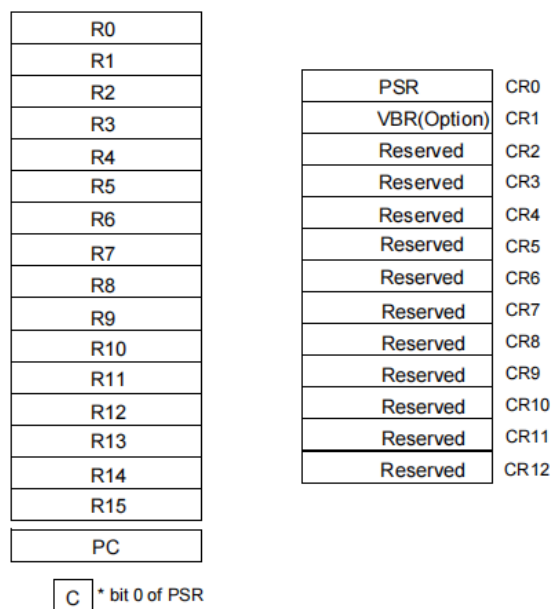 R0
R1
R2
R3
R4
R5
R6
R7
R8
R9
R10
R11
R12
R13
R14
R15
PC
C * bit 0 of PSR
PSR CR0
VBR(Option) CR1
Reserved CR2
Reserved CR3
Reserved CR4
Reserved CR5
Reserved CR6
Reserved CR7
Reserved CR8
Reserved CR9
Reserved CR10
Reserved CR11
Reserved CR12